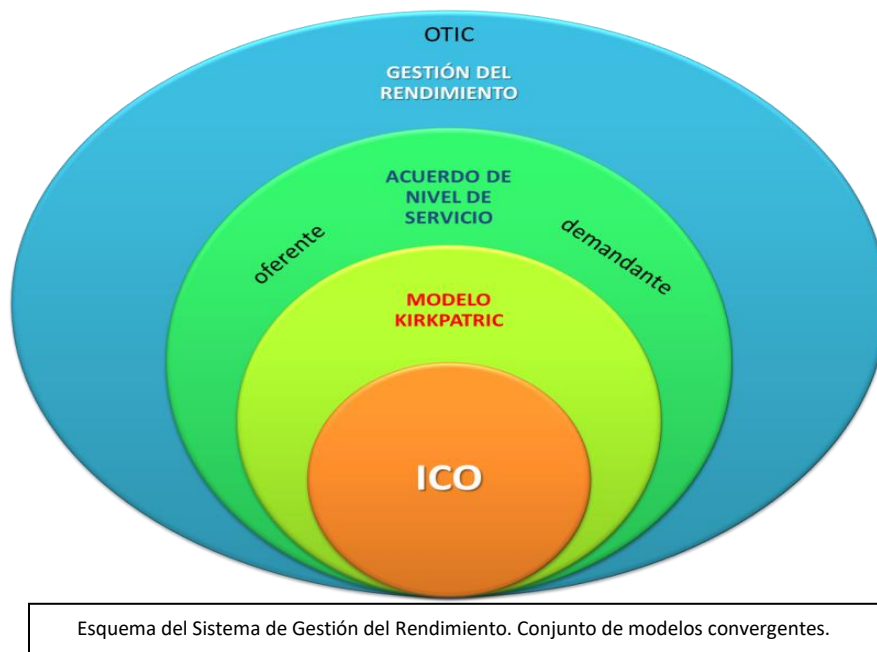 OTIC
GESTIÓN DEL
RENDIMIENTO
ACUERDO DE
NIVEL DE
SERVICIO
oferente
demandante
MODELO
KIRKPATRIC
ICO
Esquema del Sistema de Gestión del Rendimiento. Conjunto de modelos convergentes.